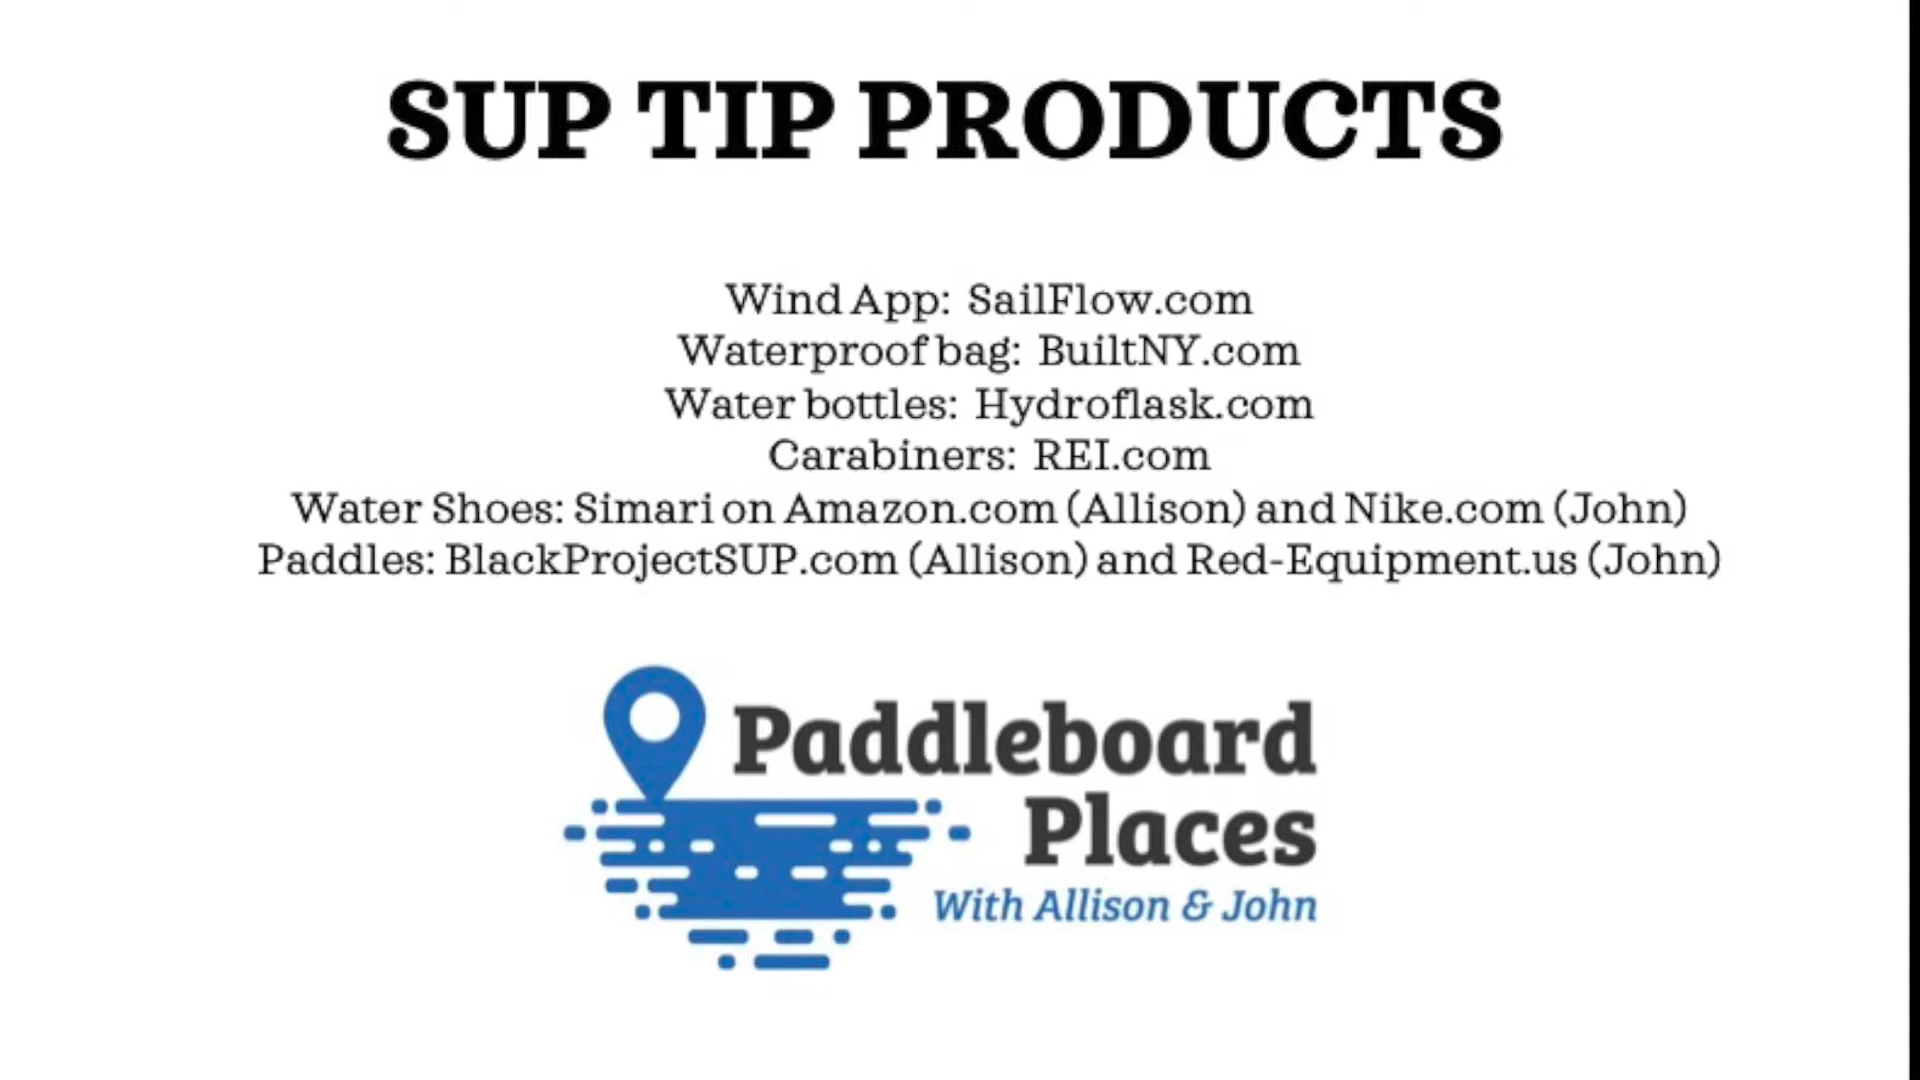 SUP TIP PRODUCTS
Wind App: SailFlow.com
Waterproof bag: BuiltNY.com
Water bottles: Hydroflask.com
Carabiners: REI.com
Water Shoes: Simari on Amazon.com (Allison) and Nike.com (John)
Paddles: BlackProjectSUP.com (Allison) and Red-Equipment.us (John)
Paddleboard
Places
With Allison & John